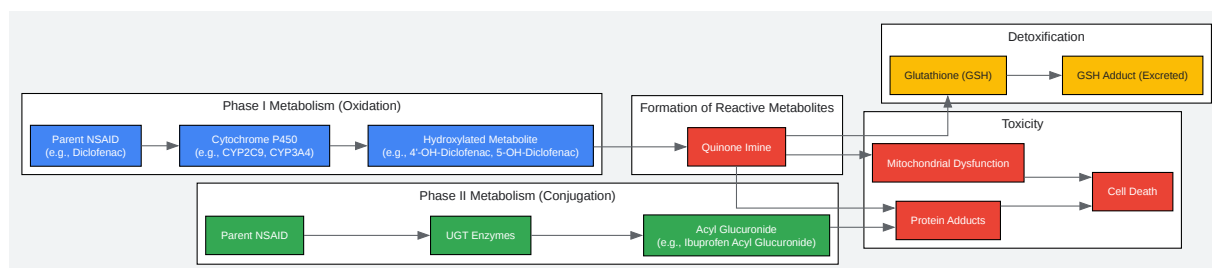 Detoxification
Glutathione (GSH)
GSH Adduct (Excreted)
Phase I Metabolism (Oxidation)
Parent NSAID
(e.g., Diclofenac)
Cytochrome P450
(e.g., CYP2C9, CYP3A4)
Hydroxylated Metabolite
(e.g., 4'-OH-Diclofenac, 5-OH-Diclofenac)
Formation of Reactive Metabolites
Quinone Imine
Toxicity
Mitochondrial Dysfunction
Protein Adducts
Cell Death
Phase II Metabolism (Conjugation)
Parent NSAID
UGT Enzymes
Acyl Glucuronide
(e.g., Ibuprofen Acyl Glucuronide)